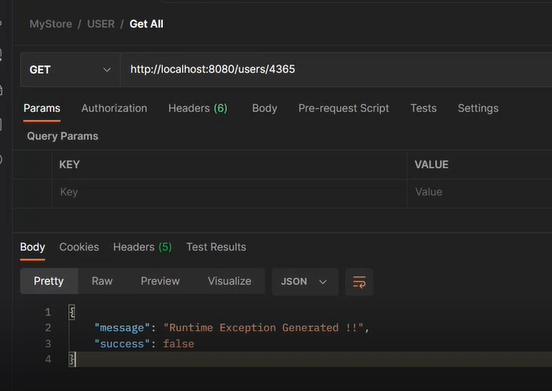 MyStore / USER / Get All
GET http://localhost:8080/users/4365
Params Authorization Headers (6) Body Pre-request Script Tests Settings
Query Params
KEY VALUE
Key Value
Body Cookies Headers (5) Test Results
Pretty Raw Preview Visualize JSON
1 {
2 "message": "Runtime Exception Generated !!",
3 "success": false
4 }